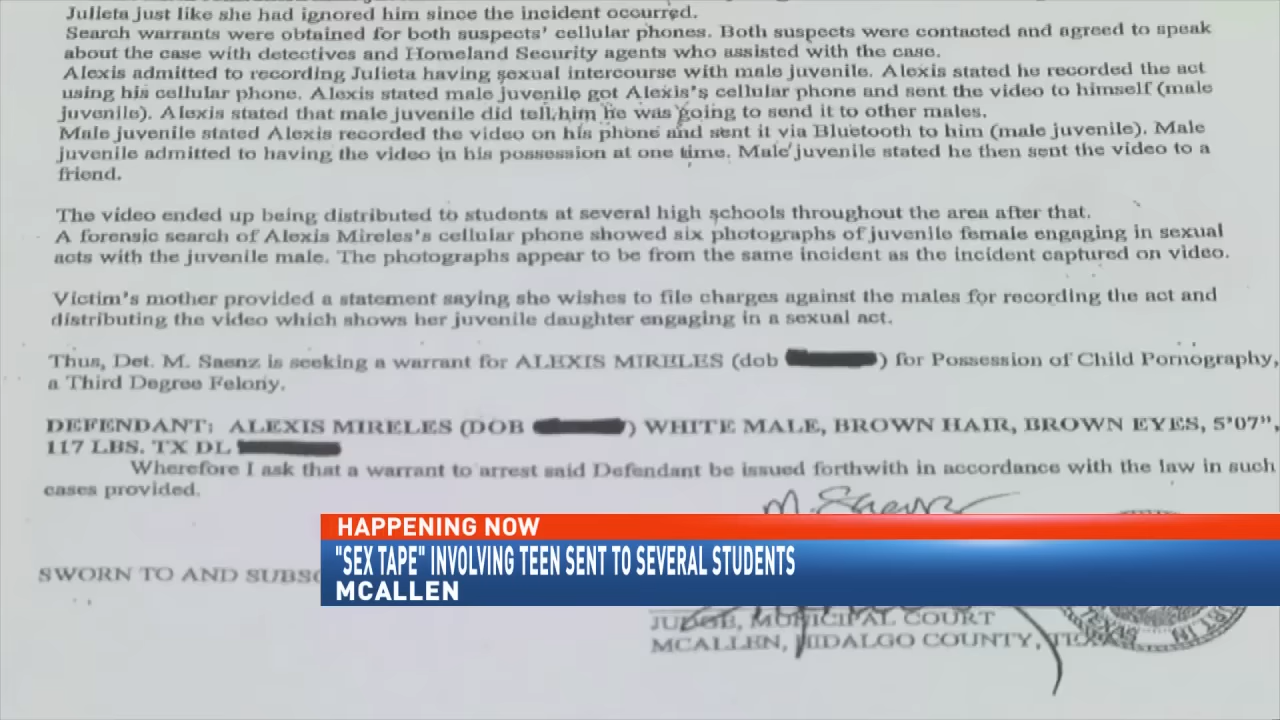 Julieta just like she had ignored him since the incident occurred.
Search warrants were obtained for both suspects' cellular phones. Both suspects were contacted and agreed to speak
about the case with detectives and Homeland Security agents who assisted with the case.
Alexis admitted to recording Julieta having sexual intercourse with male juvenile. Alexis stated he recorded the act
using his cellular phone. Alexis stated male juvenile got Alexis's cellular phone and sent the video to himself (male
juvenile). Alexis stated that male juvenile did tell him he was going to send it to other males.
Male juvenile stated Alexis recorded the video on his phone and sent it via Bluetooth to him (male juvenile). Male
juvenile admitted to having the video in his possession at one time. Male juvenile stated he then sent the video to a
friend.
The video ended up being distributed to students at several high schools throughout the area after that.
A forensic search of Alexis Mireles's cellular phone showed six photographs of juvenile female engaging in sexual
acts with the juvenile male. The photographs appear to be from the same incident as the incident captured on video.
Victim's mother provided a statement saying she wishes to file charges against the males for recording the act and
distributing the video which shows her juvenile daughter engaging in a sexual act.
Thus, Det. M. Saenz is seeking a warrant for ALEXIS MIRELES (dob ) for Possession of Child Pornography,
a Third Degree Felony.
DEFENDANT: ALEXIS MIRELES (DOB ) WHITE MALE, BROWN HAIR, BROWN EYES, 5'07",
117 LBS. TX DL
Wherefore I ask that a warrant to arrest said Defendant be issued forthwith in accordance with the law in such
cases provided.
M. Saenz
HAPPENING NOW
"SEX TAPE" INVOLVING TEEN SENT TO SEVERAL STUDENTS
MCALLEN
SWORN TO AND SUBSC
JUDGE, MUNICIPAL COURT
MCALLEN, HIDALGO COUNTY, TEXAS
TEXAS